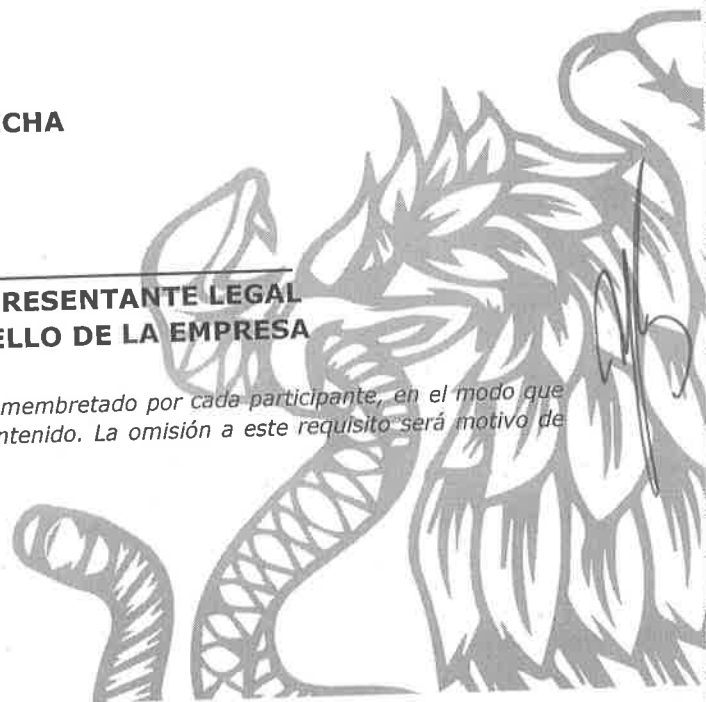 CHA
RESENTANTE LEGAL
ELLO DE LA EMPRESA
membretado por cada participante, en el modo que
ntenido. La omisión a este requisito será motivo de